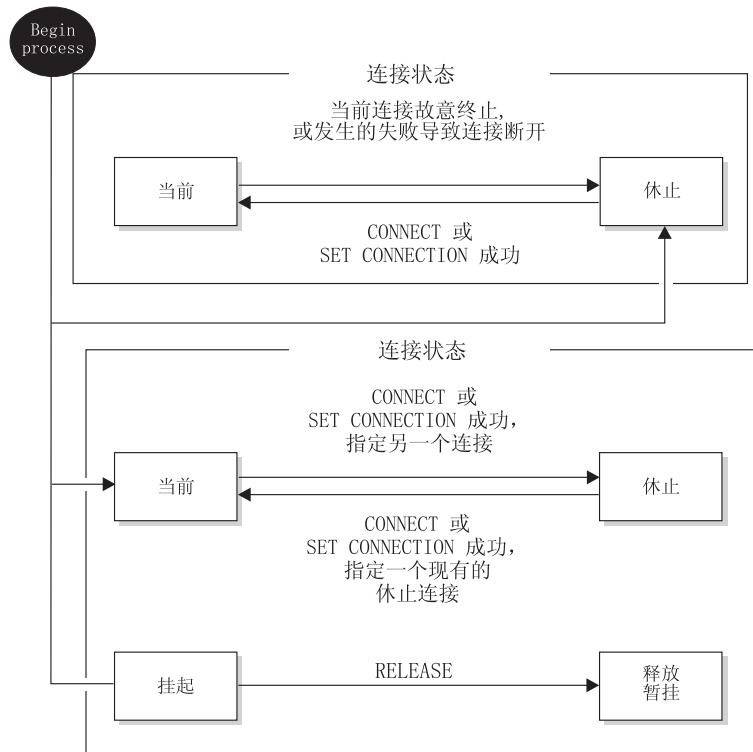 Begin
process
连接状态
当前连接故意终止,
或发生的失败导致连接断开
当前
休止
CONNECT 或
SET CONNECTION 成功
连接状态
CONNECT 或
SET CONNECTION 成功，
指定另一个连接
当前
休止
CONNECT 或
SET CONNECTION 成功，
指定一个现有的
休止连接
挂起
RELEASE
释放
暂挂